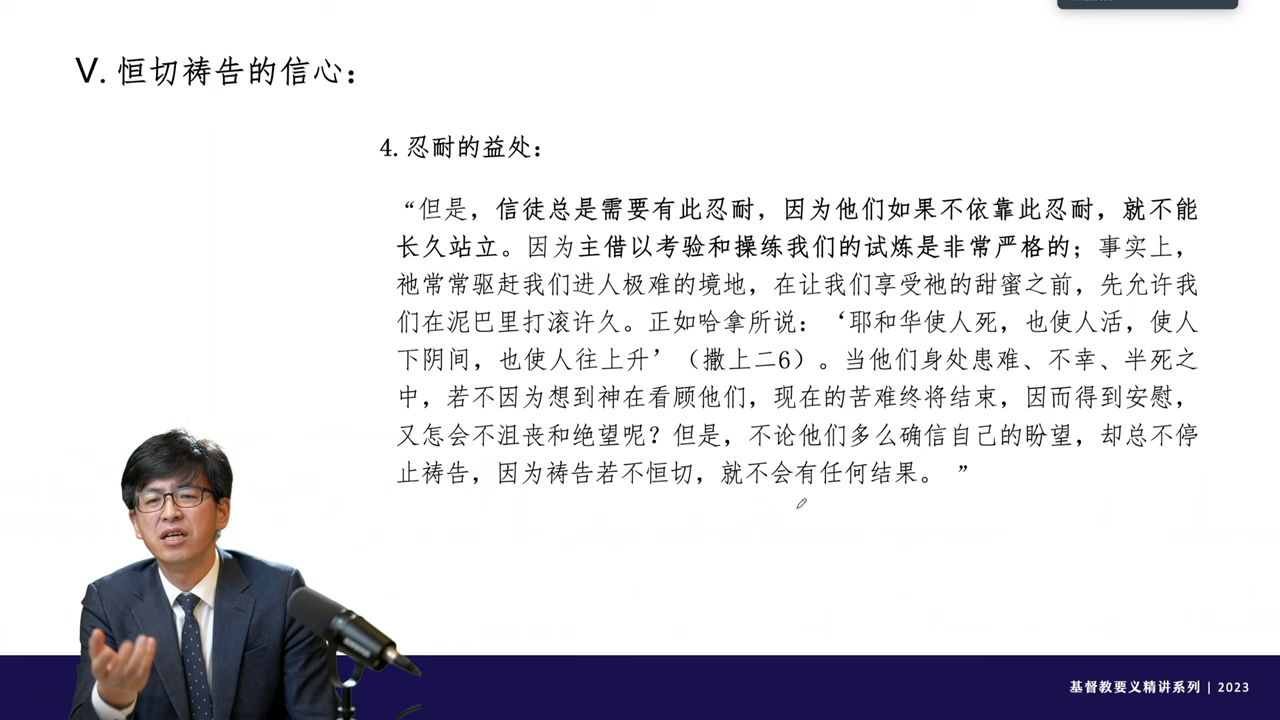 V. 恒切祷告的信心：
4. 忍耐的益处：
“但是，信徒总是需要有此忍耐，因为他们如果不依靠此忍耐，就不能
长久站立。因为主借以考验和操练我们的试炼是非常严格的；事实上，
祂常常驱赶我们进人极难的境地，在让我们享受祂的甜蜜之前，先允许我
们在泥巴里打滚许久。正如哈拿所说：‘耶和华使人死，也使人活，使人
下阴间，也使人往上升’（撒上二6）。当他们身处患难、不幸、半死之
中，若不因为想到神在看顾他们，现在的苦难终将结束，因而得到安慰，
又怎会不沮丧和绝望呢？但是，不论他们多么确信自己的盼望，却总不停
止祷告，因为祷告若不恒切，就不会有任何结果。”
基督教要义精讲系列 | 2023